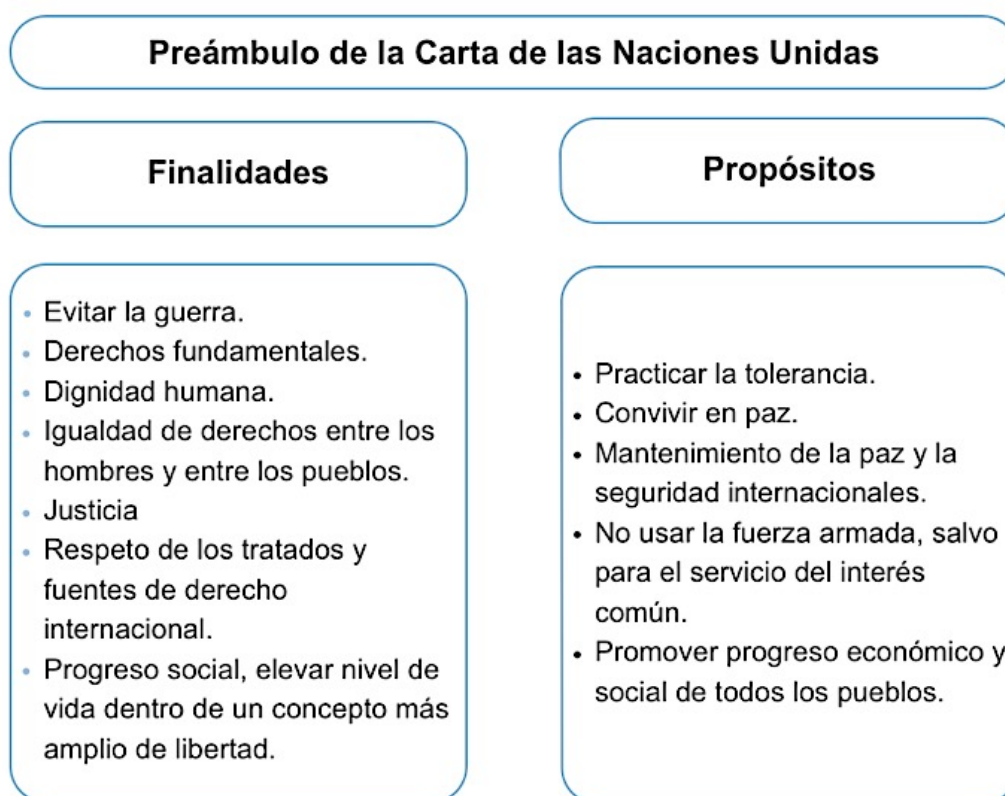 Preámbulo de la Carta de las Naciones Unidas
Finalidades
Evitar la guerra.
Derechos fundamentales.
Dignidad humana.
Igualdad de derechos entre los
hombres y entre los pueblos.
Justicia
Respeto de los tratados y
fuentes de derecho
internacional.
Progreso social, elevar nivel de
vida dentro de un concepto más
amplio de libertad.
Propósitos
Practicar la tolerancia.
Convivir en paz.
Mantenimiento de la paz y la
seguridad internacionales.
No usar la fuerza armada, salvo
para el servicio del interés
común.
Promover progreso económico y
social de todos los pueblos.